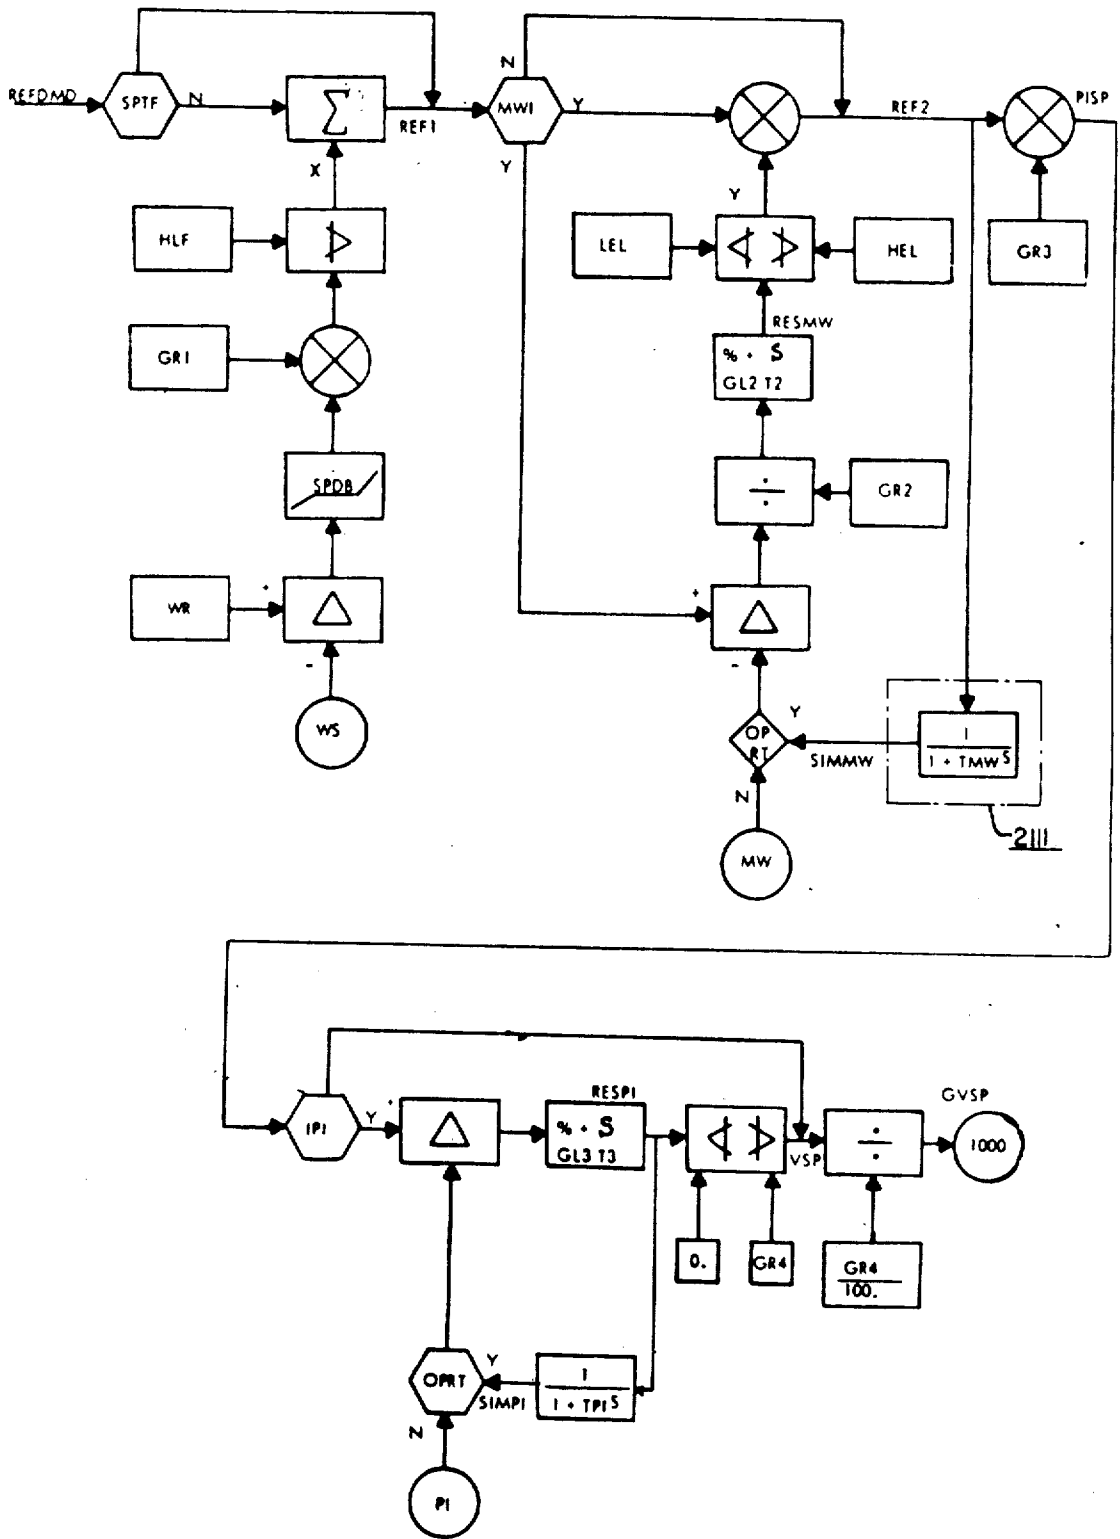 REFDMD
SPTF
N
Σ
REF1
N
MWI
Y
Y
REF2
PISP
X
HLF
Y
LEL
HEL
GR3
RESMW
% + S
GL2 T2
GR1
SPDB
÷
GR2
WR
+
Δ
-
+
Δ
-
WS
OP
RT
Y
SIMMW
1
1 + TMW S
N
MW
2111
IPI
Y
+
Δ
RESPI
% + S
GL3 T3
VSP
÷
GVSP
1000
0.
GR4
GR4
100.
OPRT
Y
SIMPI
1
1 + TPI S
N
PI